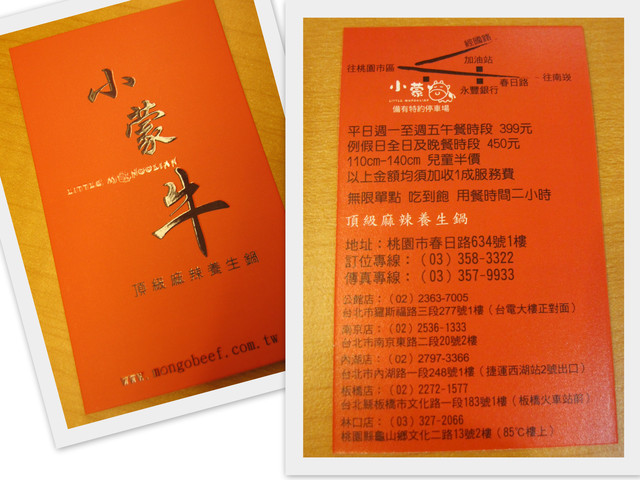 小
蒙
LITTLE MONGOLIAN
牛
頂級麻辣養生鍋
www.mongobeef.com.tw
經國路
往桃園市區
加油站
春日路
往南崁
永豐銀行
小蒙
LITTLE MONGOLIAN
備有特約停車場
平日週一至週五午餐時段 399元
例假日全日及晚餐時段 450元
110cm-140cm 兒童半價
以上金額均須加收1成服務費
無限單點 吃到飽 用餐時間二小時
頂級麻辣養生鍋
地址：桃園市春日路634號1樓
訂位專線：（03）358-3322
傳真專線：（03）357-9933
公館店：（02）2363-7005
台北市羅斯福路三段277號1樓（台電大樓正對面）
南京店：（02）2536-1333
台北市南京東路二段20號2樓
內湖店：（02）2797-3366
台北市內湖路一段248號1樓（捷運西湖站2號出口）
板橋店：（02）2272-1577
台北縣板橋市文化路一段183號1樓（板橋火車站前）
林口店：（03）327-2066
桃園縣龜山鄉文化二路13號2樓（85℃樓上）